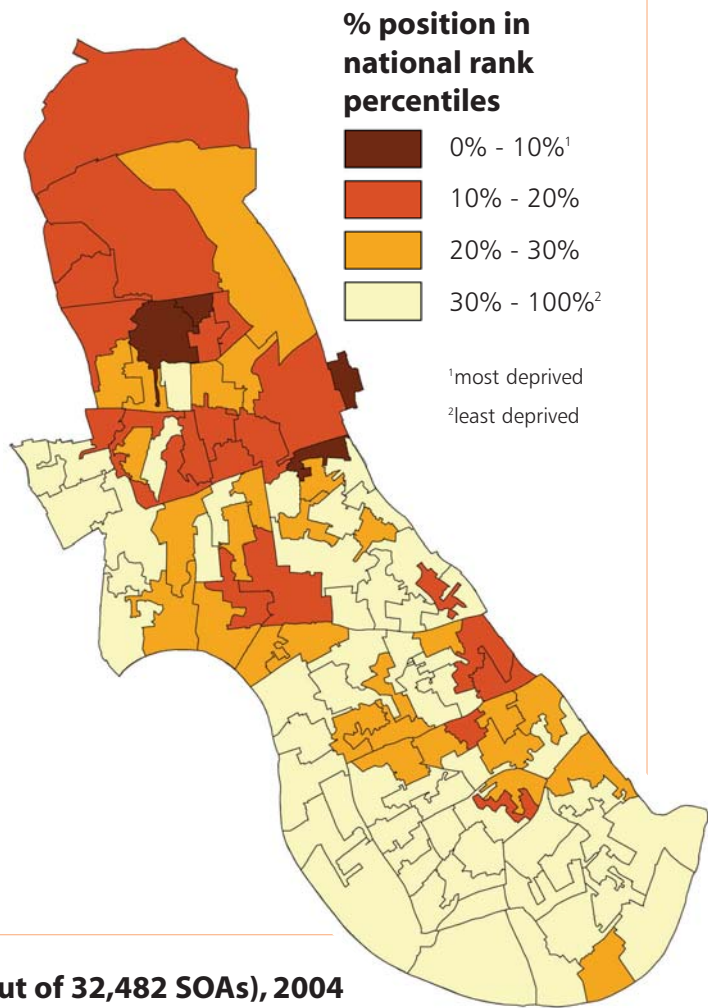 % position in
national rank
percentiles
0% - 10%¹
10% - 20%
20% - 30%
30% - 100%²
¹most deprived
²least deprived
ut of 32,482 SOAs), 2004